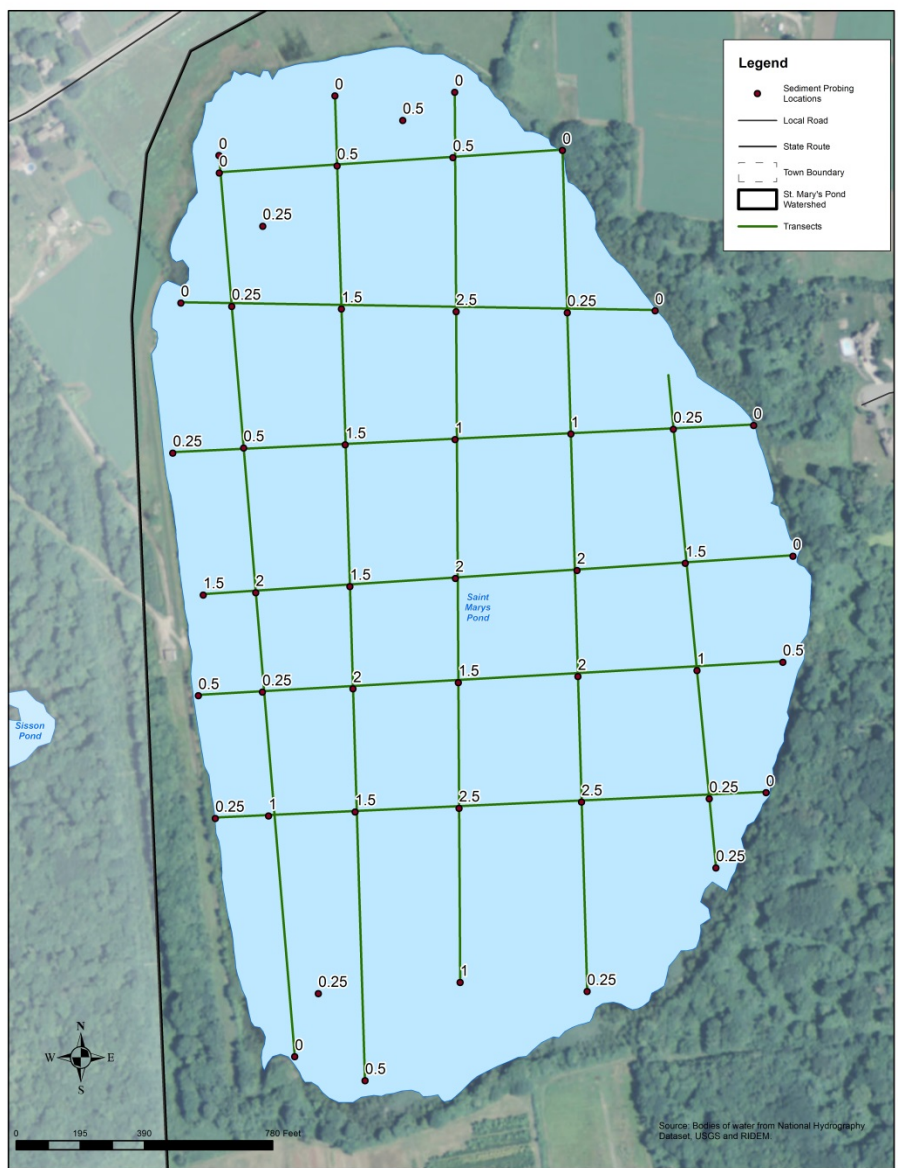 Legend
Sediment Probing
Locations
Local Road
State Route
Town Boundary
St. Mary's Pond
Watershed
Transects
0
0
0.5
0
0
0
0.5
0.5
0
0.25
0
0.25
1.5
2.5
0.25
0
0.25
0.5
1.5
1
1
0.25
0
1.5
2
1.5
2
2
1.5
0
Saint
Marys
Pond
0.5
0.25
2
1.5
2
1
0.5
Sisson
Pond
0.25
1
1.5
2.5
2.5
0.25
0
0.25
0.25
1
0.25
0
0.5
N
W E
S
0 195 390 780 Feet
Source: Bodies of water from National Hydrography
Dataset, USGS and RIDEM.